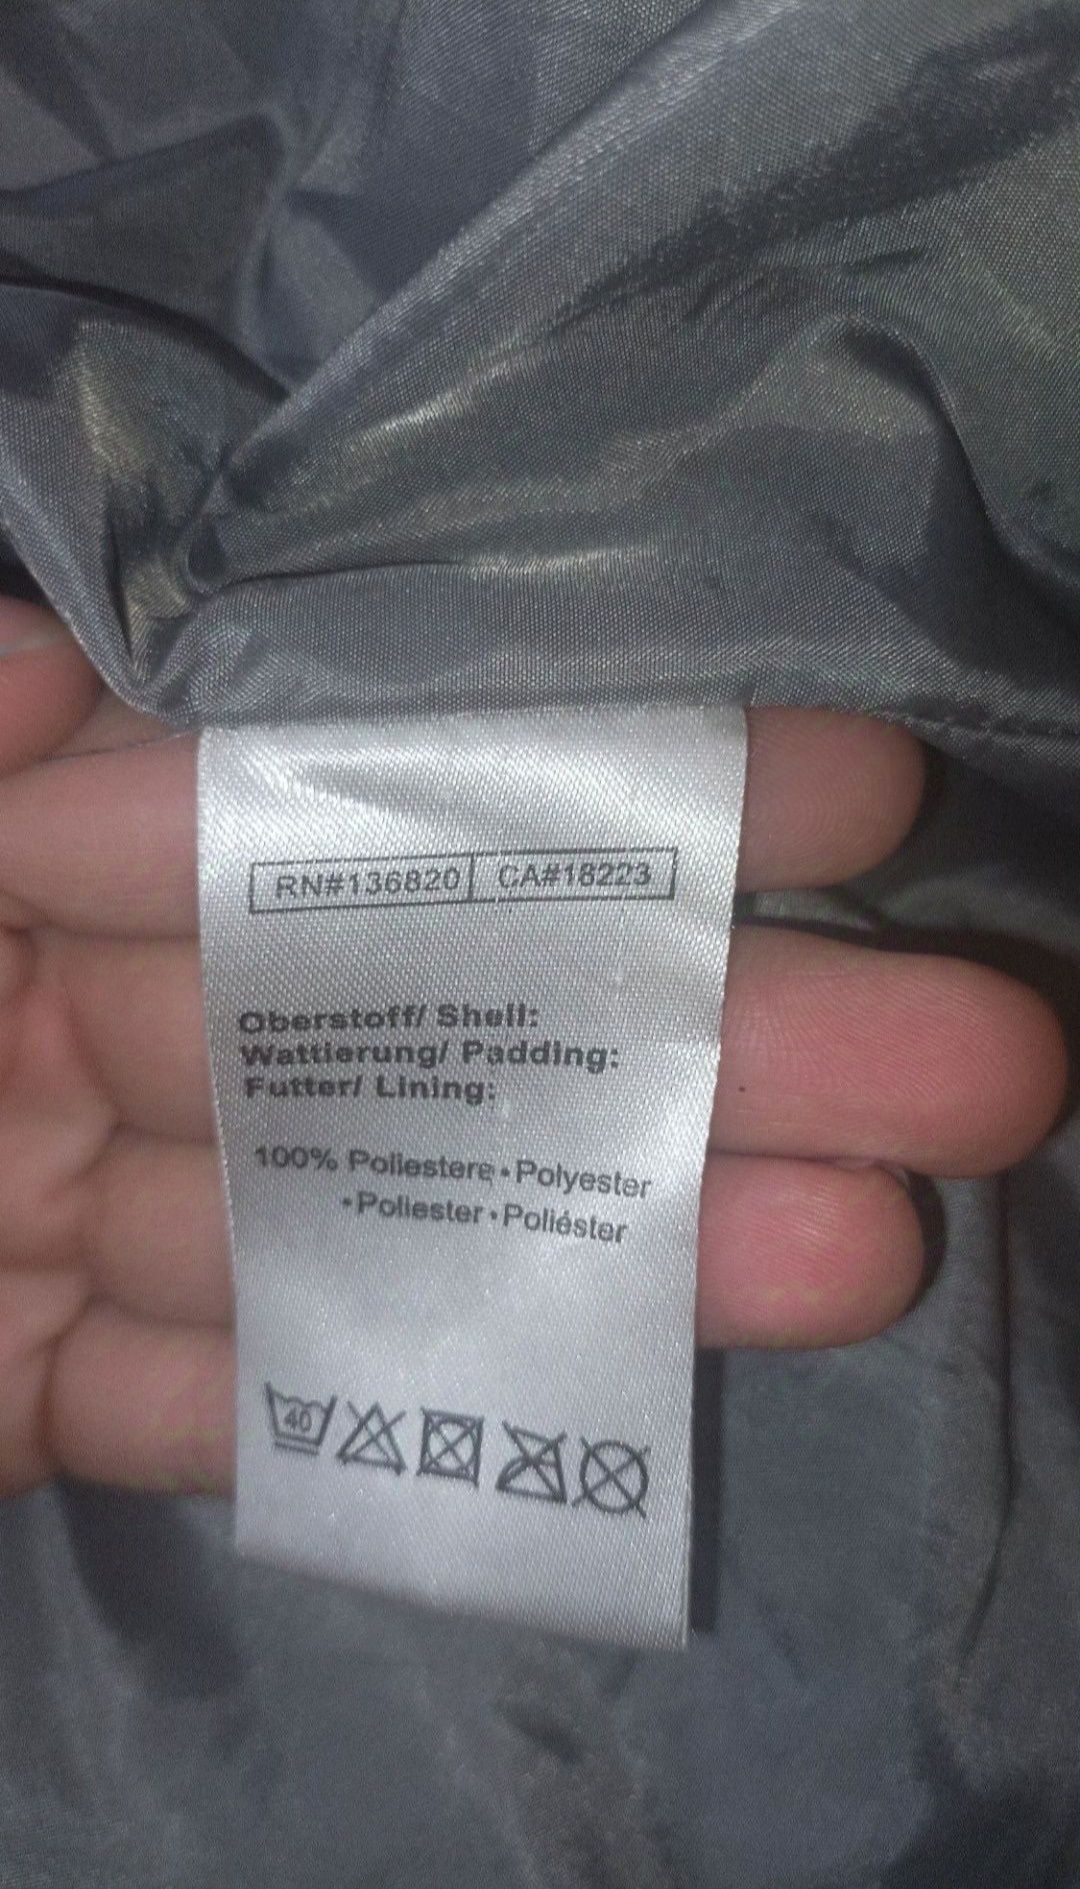 RN#136820 CA#18223
Oberstoff/ Shell:
Wattierung/ Padding:
Futter/ Lining:
100% Poliestere • Polyester
• Poliester • Poliéster
40